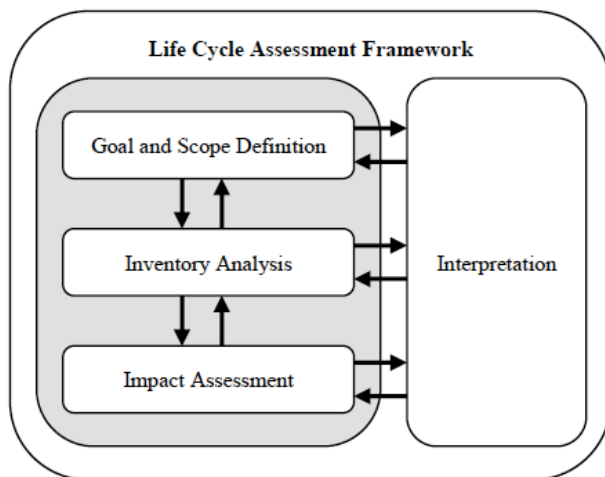 Life Cycle Assessment Framework
Goal and Scope Definition
Inventory Analysis
Interpretation
Impact Assessment